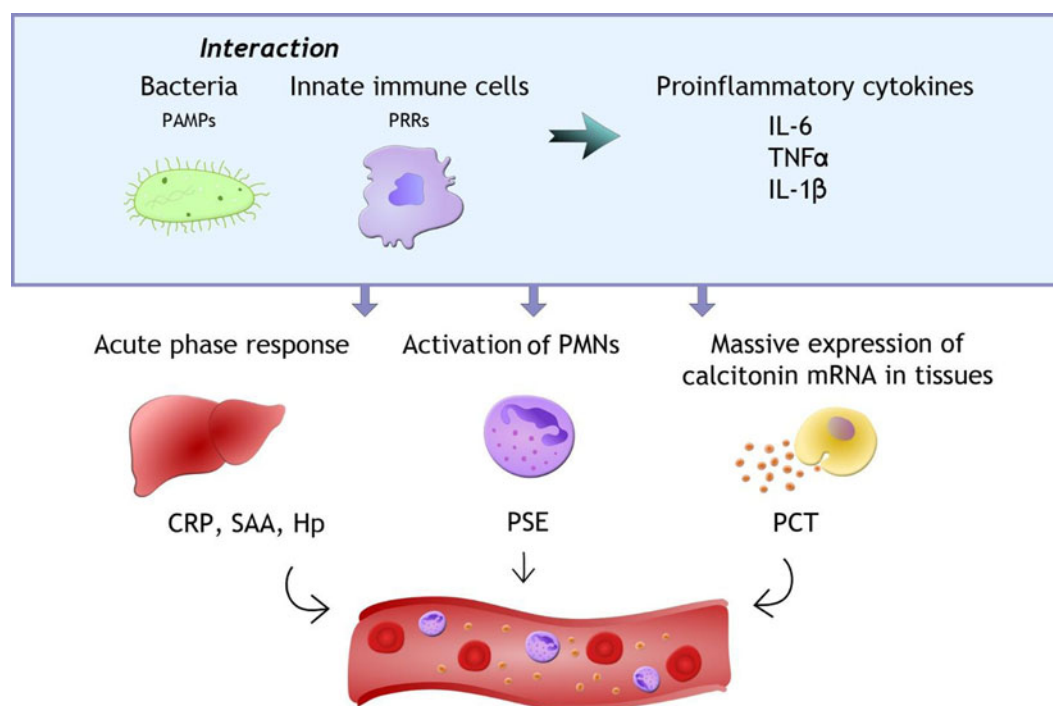 Interaction
Bacteria
PAMPs
Innate immune cells
PRRs
Proinflammatory cytokines
IL-6
TNFα
IL-1β
Acute phase response
CRP, SAA, Hp
Activation of PMNs
PSE
Massive expression of
calcitonin mRNA in tissues
PCT